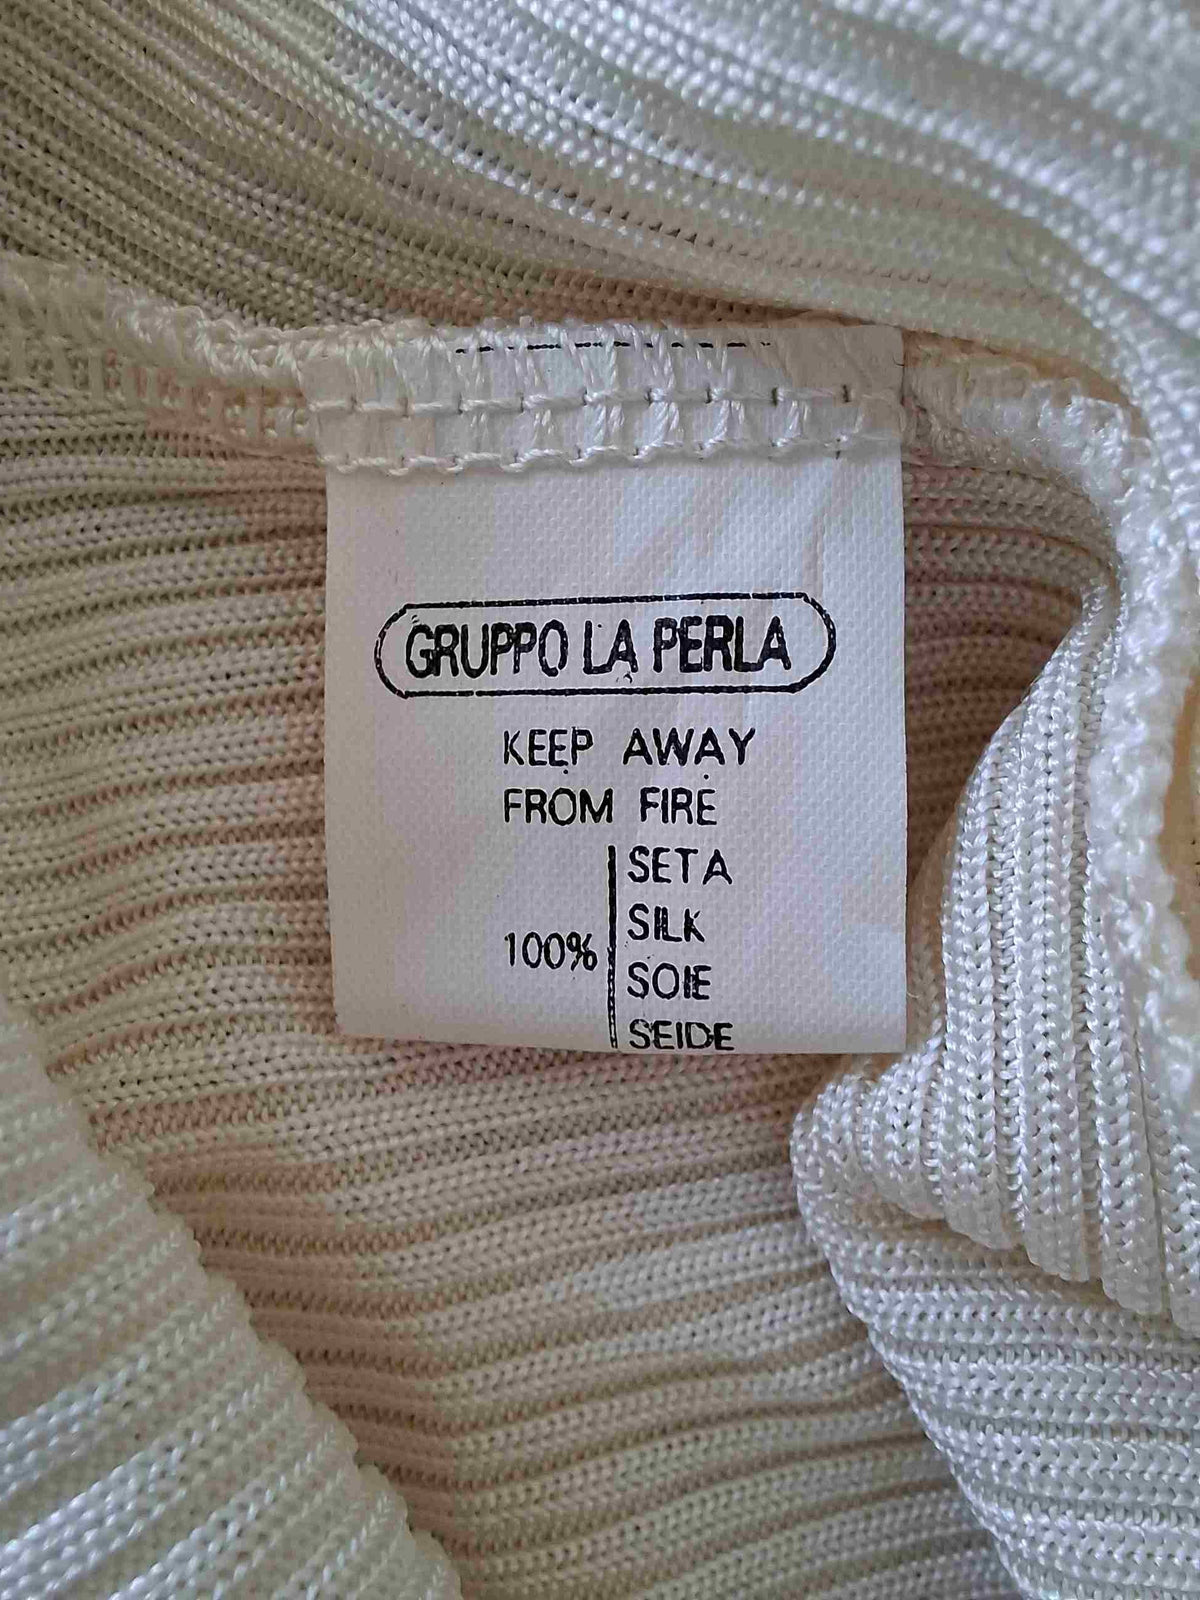 GRUPPO LA PERLA
KEEP AWAY
FROM FIRE
100%
SETA
SILK
SOIE
SEIDE